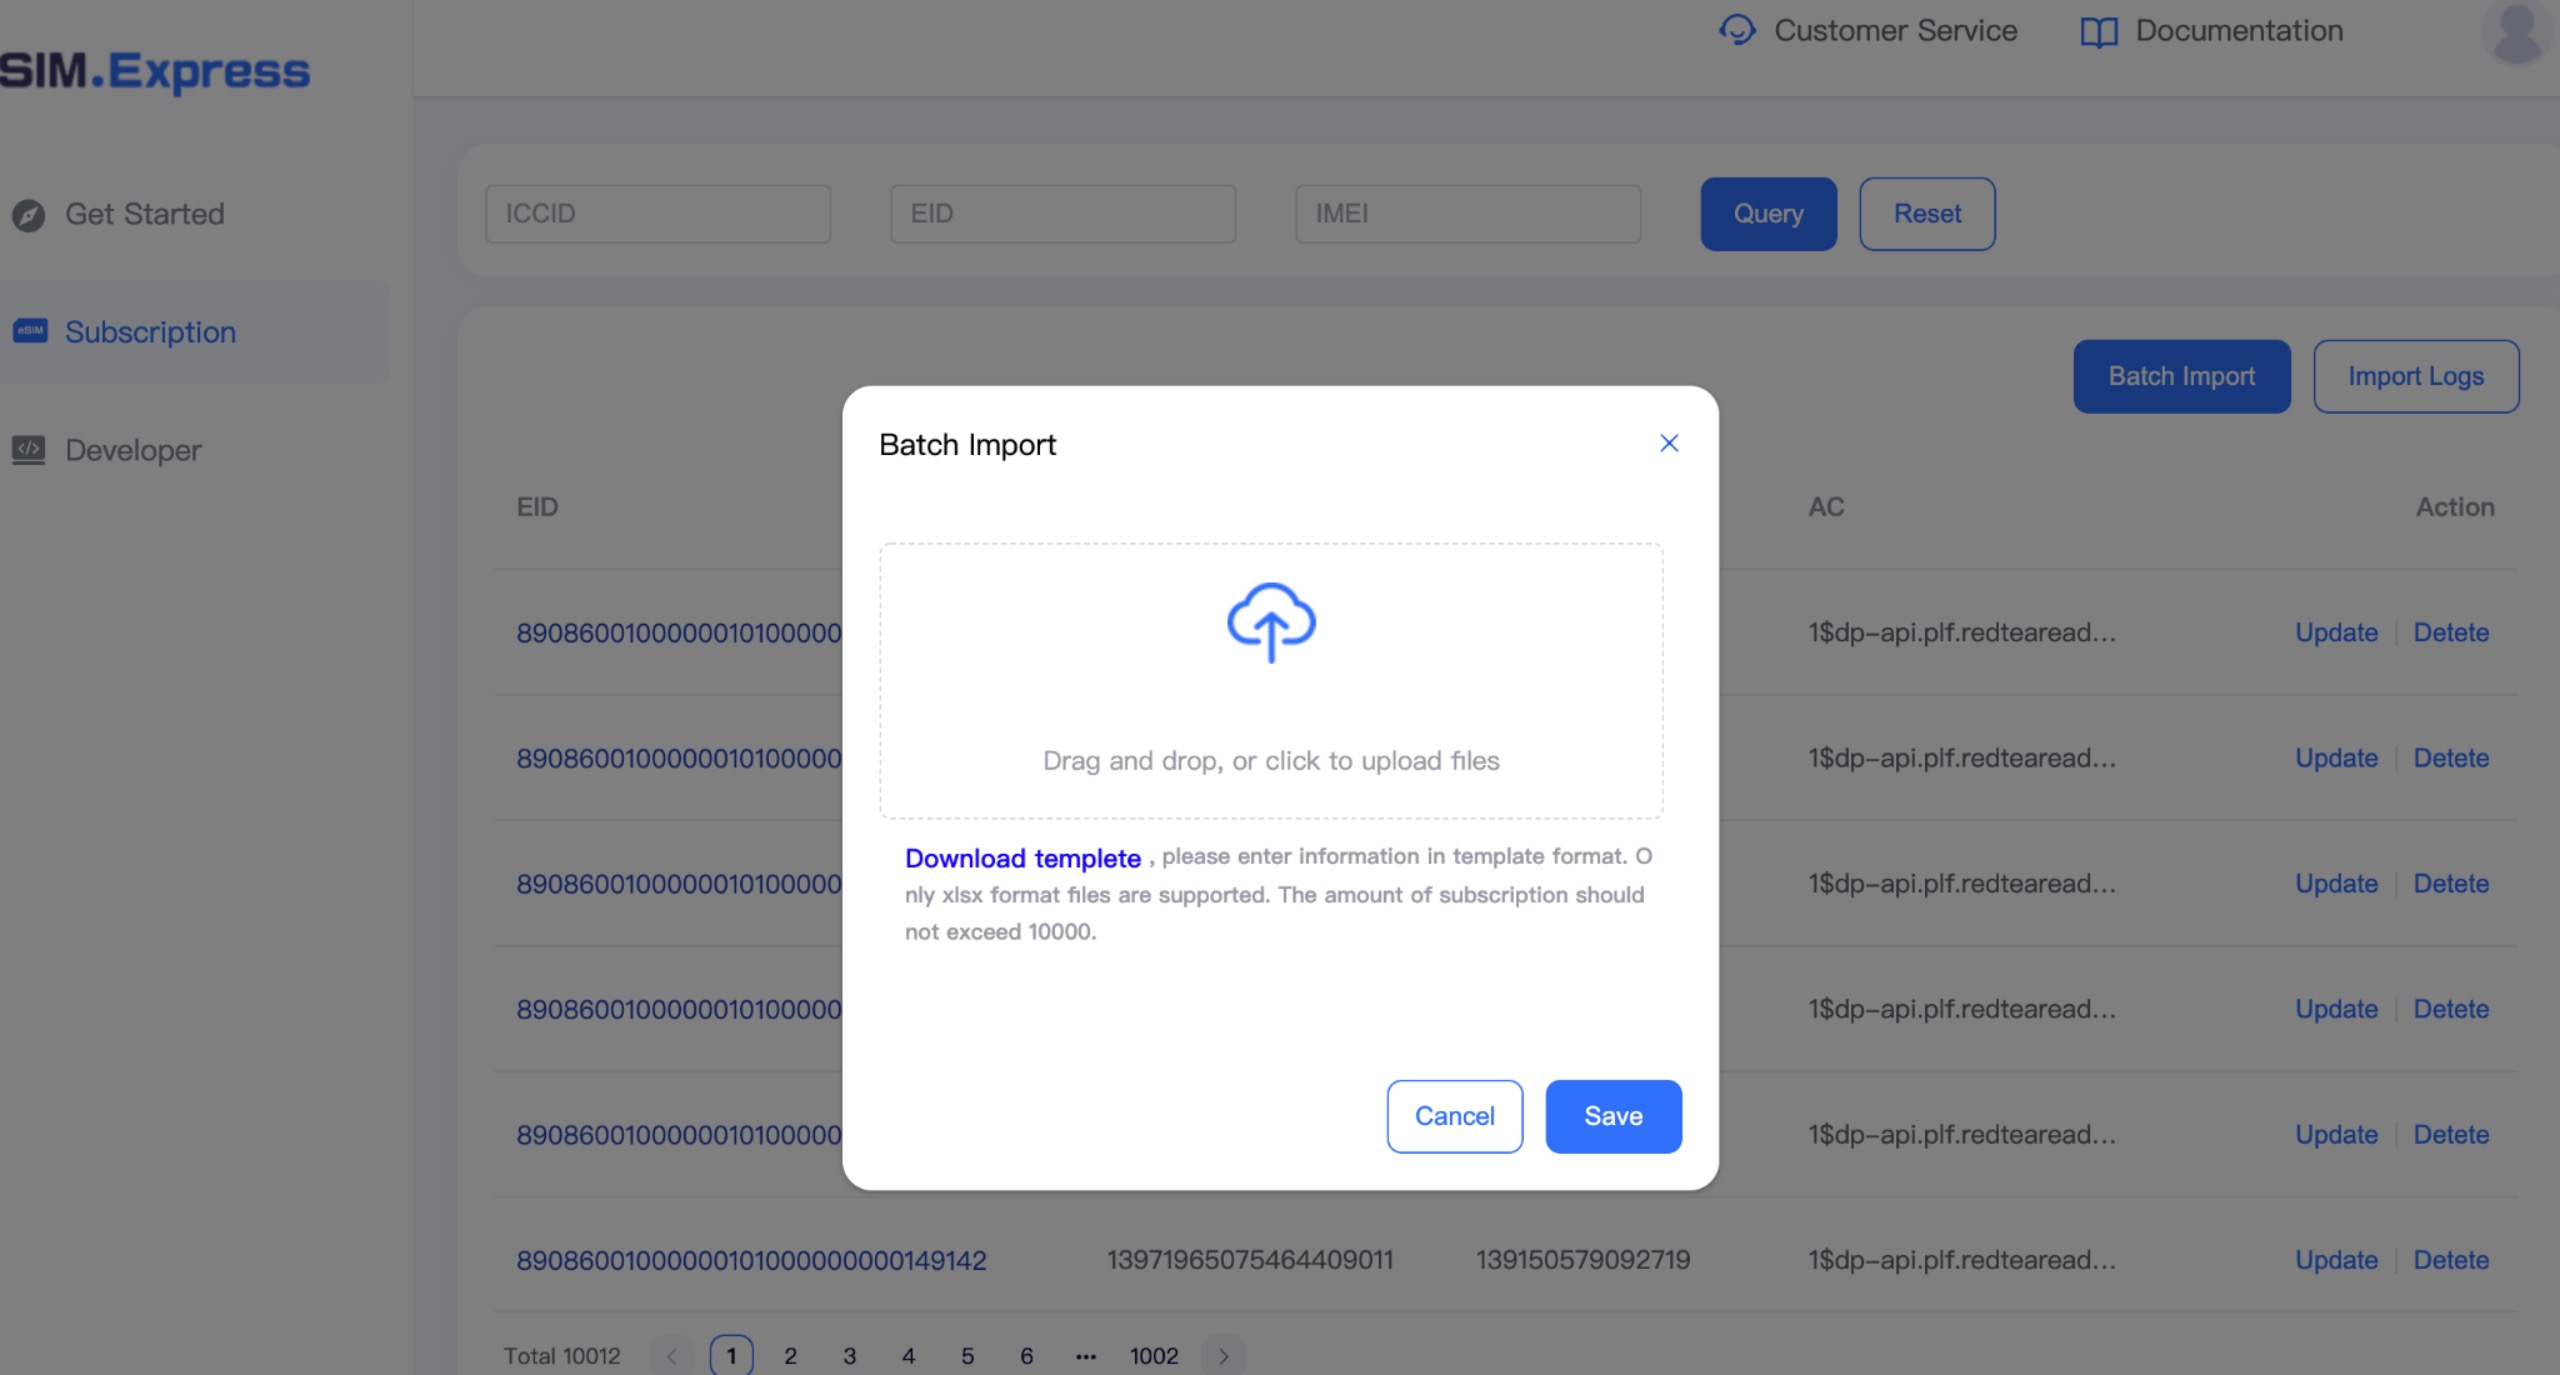 Customer Service
Documentation
SIM.Express
Get Started
ICCID
EID
IMEI
Query
Reset
eSIM
Subscription
Batch Import
Import Logs
Developer
Batch Import
EID
AC
Action
Drag and drop, or click to upload files
Download templete , please enter information in template format. O
nly xlsx format files are supported. The amount of subscription should
not exceed 10000.
Cancel
Save
8908600100000010100000
1$dp-api.plf.redtearead...
Update
Detete
8908600100000010100000
1$dp-api.plf.redtearead...
Update
Detete
8908600100000010100000
1$dp-api.plf.redtearead...
Update
Detete
8908600100000010100000
1$dp-api.plf.redtearead...
Update
Detete
8908600100000010100000
1$dp-api.plf.redtearead...
Update
Detete
89086001000000101000000000149142
13971965075464409011
139150579092719
1$dp-api.plf.redtearead...
Update
Detete
Total 10012
<
1
2
3
4
5
6
•••
1002
>